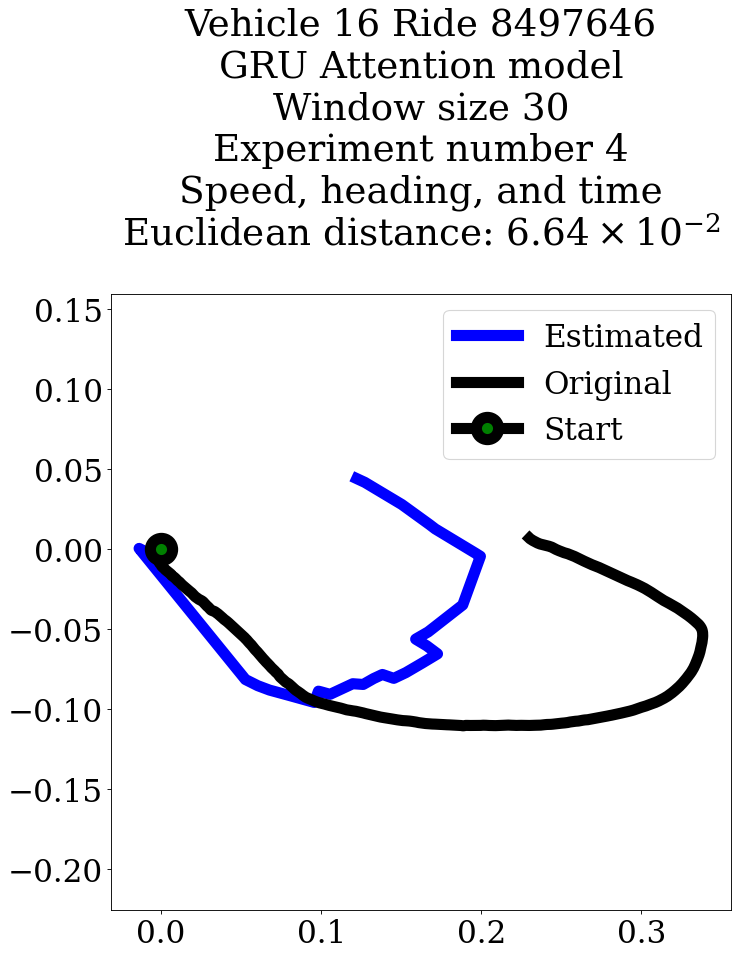 Vehicle 16 Ride 8497646
GRU Attention model
Window size 30
Experiment number 4
Speed, heading, and time
Euclidean distance: 6.64 × 10⁻²
0.15
0.10
0.05
0.00
−0.05
−0.10
−0.15
−0.20
Estimated
Original
Start
0.0 0.1 0.2 0.3